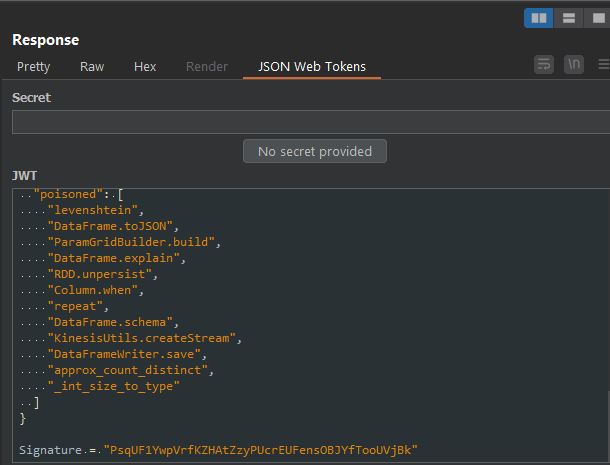 Response
Pretty Raw Hex Render JSON Web Tokens
\n
Secret
No secret provided
JWT
"poisoned": [
"levenshtein",
"DataFrame.toJSON",
"ParamGridBuilder.build",
"DataFrame.explain",
"RDD.unpersist",
"Column.when",
"repeat",
"DataFrame.schema",
"KinesisUtils.createStream",
"DataFrameWriter.save",
"approx_count_distinct",
"_int_size_to_type"
]
}
Signature = "PsqUF1YwpVrfKZHAtZzyPUcrEUFensOBJYfTooUVjBk"